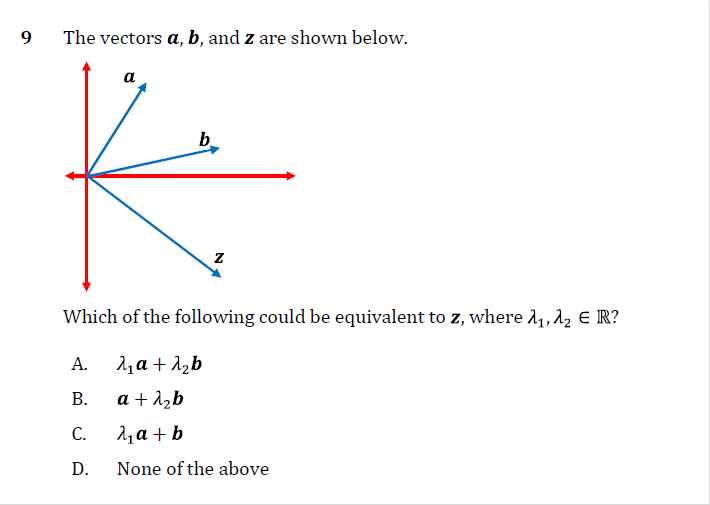 9 The vectors a, b, and z are shown below.
a
b
z
Which of the following could be equivalent to z, where λ₁, λ₂ ∈ ℝ?
A. λ₁a + λ₂b
B. a + λ₂b
C. λ₁a + b
D. None of the above